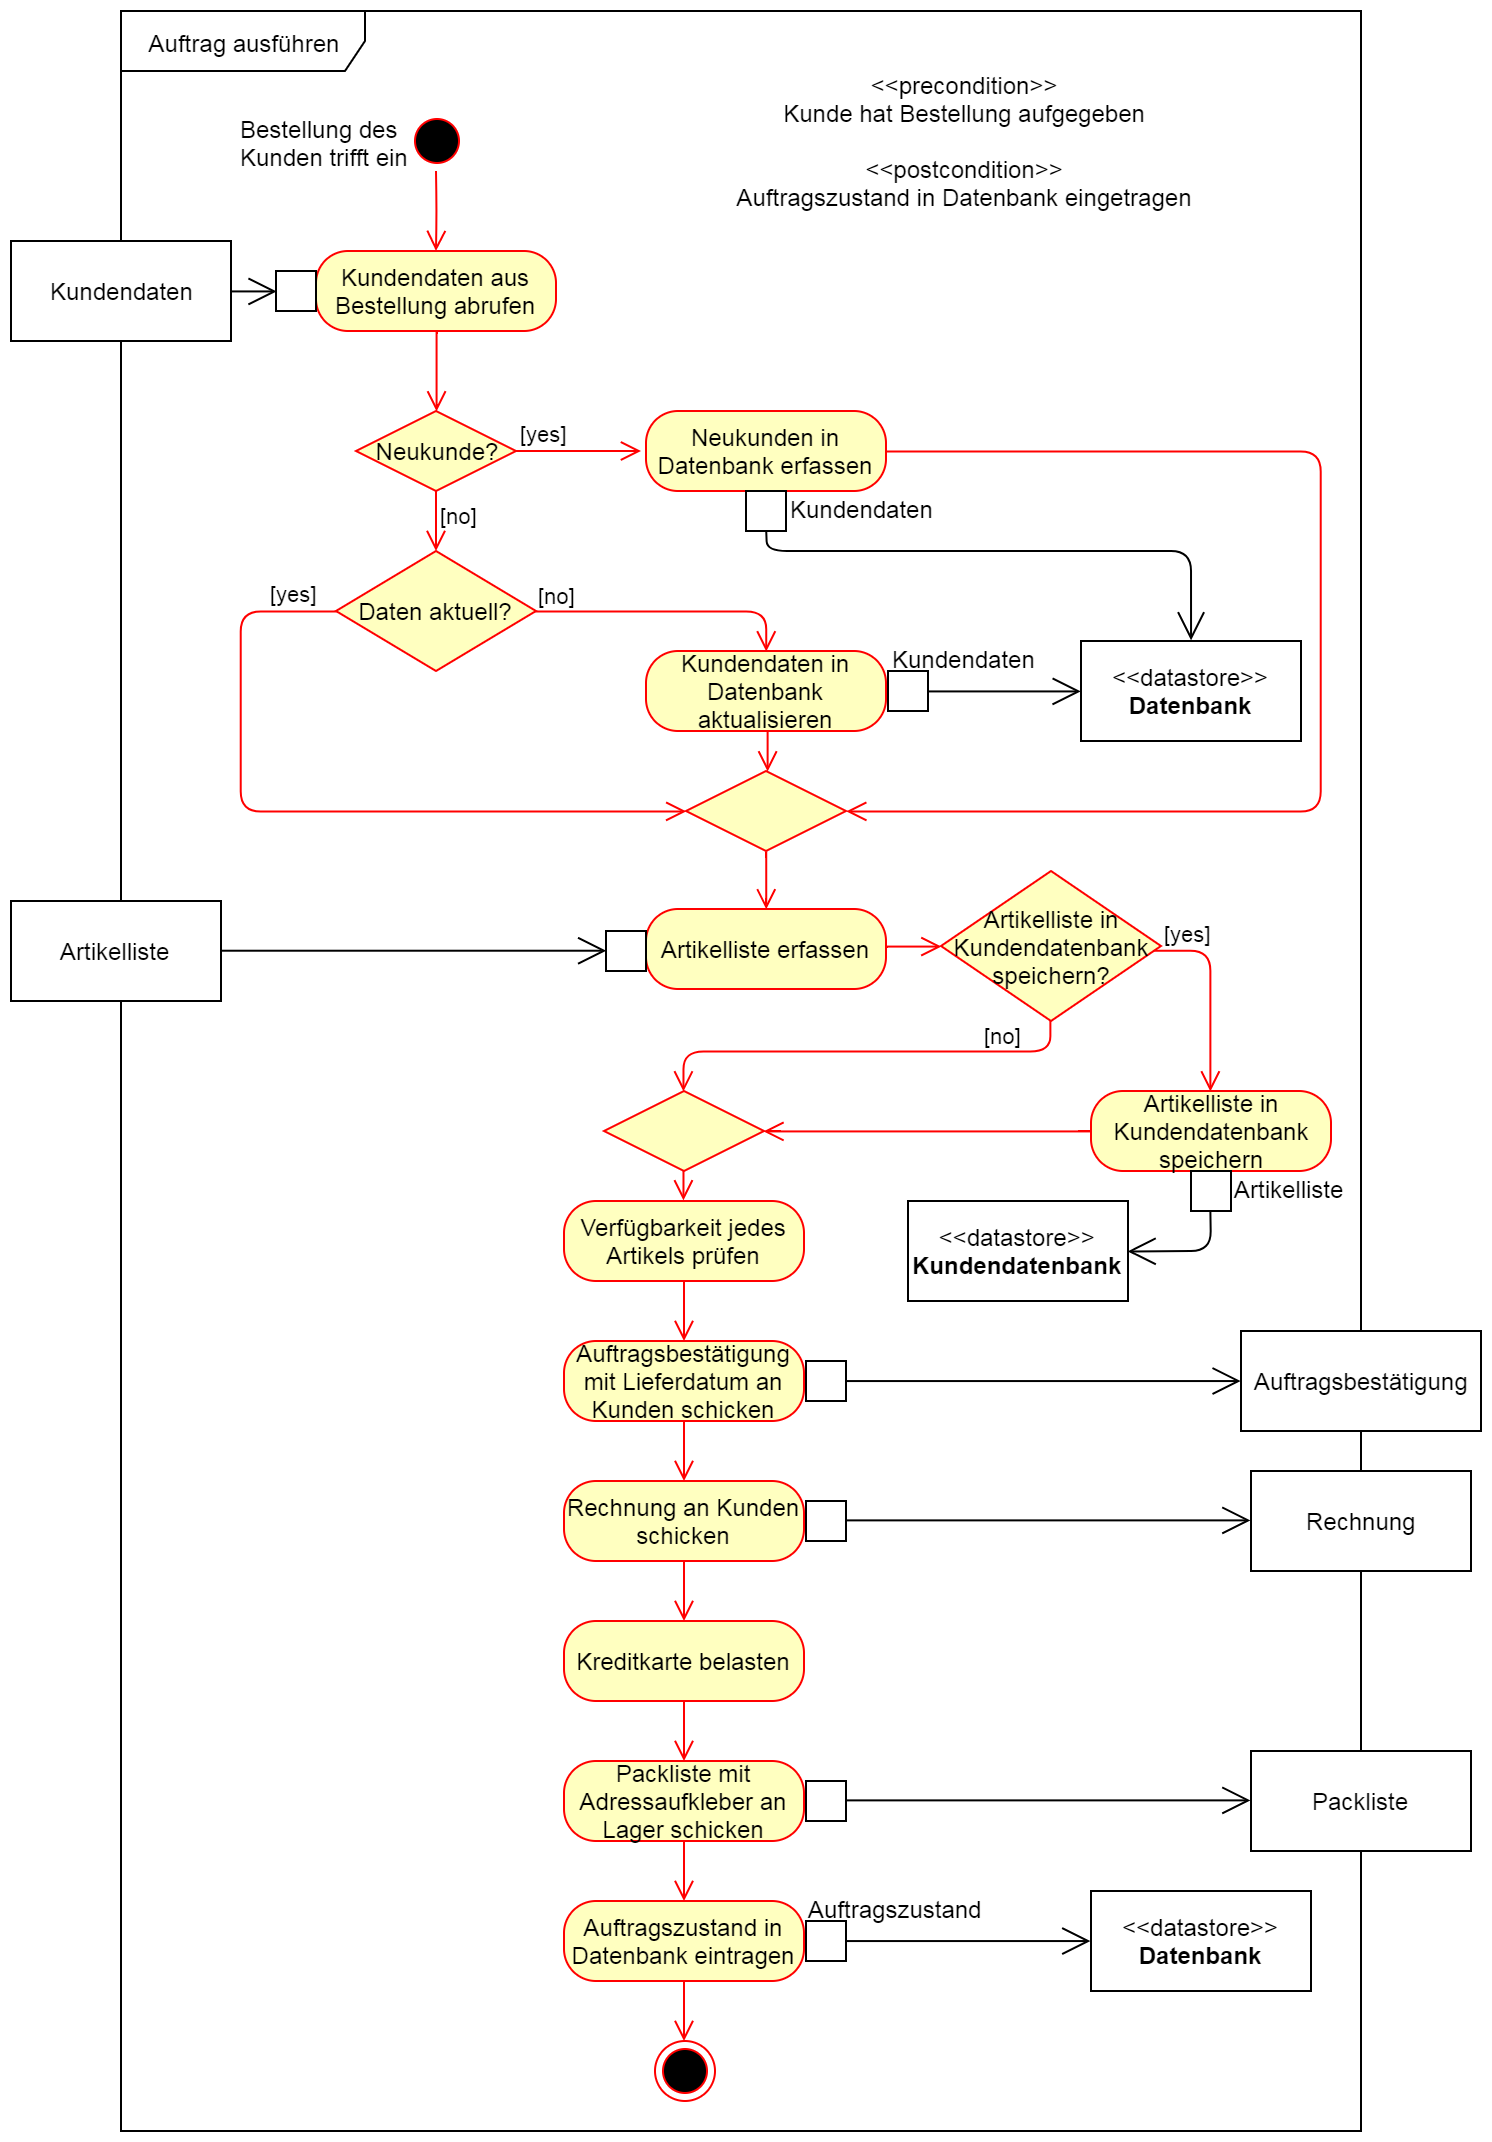 Auftrag ausführen
<<precondition>>
Kunde hat Bestellung aufgegeben
<<postcondition>>
Auftragszustand in Datenbank eingetragen
Bestellung des
Kunden trifft ein
Kundendaten
Kundendaten aus
Bestellung abrufen
Neukunde?
[yes]
Neukunden in
Datenbank erfassen
Kundendaten
[no]
Daten aktuell?
[yes]
[no]
Kundendaten in
Datenbank
aktualisieren
Kundendaten
<<datastore>>
Datenbank
Artikelliste
Artikelliste erfassen
Artikelliste in
Kundendatenbank
speichern?
[yes]
[no]
Artikelliste in
Kundendatenbank
speichern
Artikelliste
<<datastore>>
Kundendatenbank
Verfügbarkeit jedes
Artikels prüfen
Auftragsbestätigung
mit Lieferdatum an
Kunden schicken
Auftragsbestätigung
Rechnung an Kunden
schicken
Rechnung
Kreditkarte belasten
Packliste mit
Adressaufkleber an
Lager schicken
Packliste
Auftragszustand in
Datenbank eintragen
Auftragszustand
<<datastore>>
Datenbank